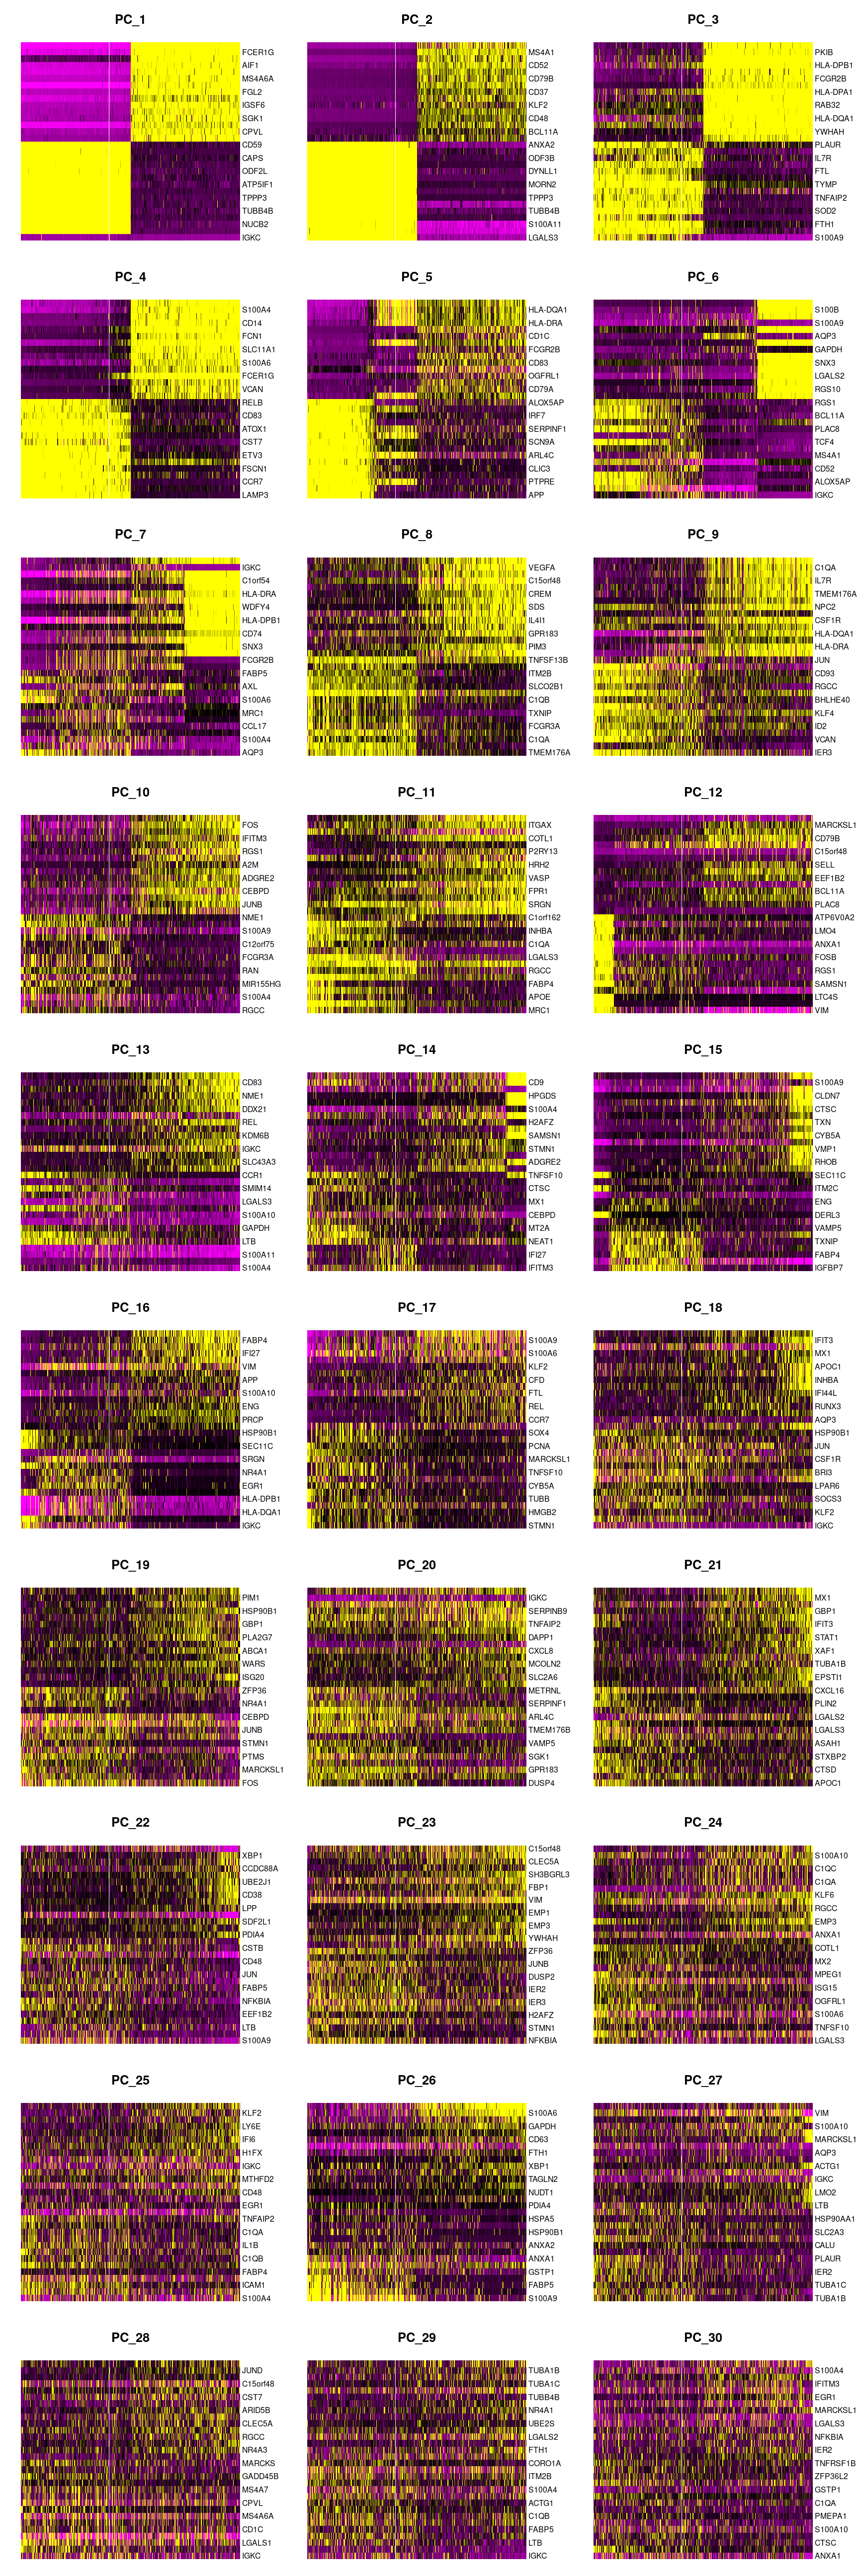 PC_1
FCER1G
AIF1
MS4A6A
FGL2
IGSF6
SGK1
CPVL
CD59
CAPS
ODF2L
ATP5IF1
TPPP3
TUBB4B
NUCB2
IGKC
PC_2
MS4A1
CD52
CD79B
CD37
KLF2
CD48
BCL11A
ANXA2
ODF3B
DYNLL1
MORN2
TPPP3
TUBB4B
S100A11
LGALS3
PC_3
PKIB
HLA-DPB1
FCGR2B
HLA-DPA1
RAB32
HLA-DQA1
YWHAH
PLAUR
IL7R
FTL
TYMP
TNFAIP2
SOD2
FTH1
S100A9
PC_4
S100A4
CD14
FCN1
SLC11A1
S100A6
FCER1G
VCAN
RELB
CD83
ATOX1
CST7
ETV3
FSCN1
CCR7
LAMP3
PC_5
HLA-DQA1
HLA-DRA
CD1C
FCGR2B
CD83
OGFRL1
CD79A
ALOX5AP
IRF7
SERPINF1
SCN9A
ARL4C
CLIC3
PTPRE
APP
PC_6
S100B
S100A9
AQP3
GAPDH
SNX3
LGALS2
RGS10
RGS1
BCL11A
PLAC8
TCF4
MS4A1
CD52
ALOX5AP
IGKC
PC_7
IGKC
C1orf54
HLA-DRA
WDFY4
HLA-DPB1
CD74
SNX3
FCGR2B
FABP5
AXL
S100A6
MRC1
CCL17
S100A4
AQP3
PC_8
VEGFA
C15orf48
CREM
SDS
IL4I1
GPR183
PIM3
TNFSF13B
ITM2B
SLCO2B1
C1QB
TXNIP
FCGR3A
C1QA
TMEM176A
PC_9
C1QA
IL7R
TMEM176A
NPC2
CSF1R
HLA-DQA1
HLA-DRA
JUN
CD93
RGCC
BHLHE40
KLF4
ID2
VCAN
IER3
PC_10
FOS
IFITM3
RGS1
A2M
ADGRE2
CEBPD
JUNB
NME1
S100A9
C12orf75
FCGR3A
RAN
MIR155HG
S100A4
RGCC
PC_11
ITGAX
COTL1
P2RY13
HRH2
VASP
FPR1
SRGN
C1orf162
INHBA
C1QA
LGALS3
RGCC
FABP4
APOE
MRC1
PC_12
MARCKSL1
CD79B
C15orf48
SELL
EEF1B2
BCL11A
PLAC8
ATP6V0A2
LMO4
ANXA1
FOSB
RGS1
SAMSN1
LTC4S
VIM
PC_13
CD83
NME1
DDX21
REL
KDM6B
IGKC
SLC43A3
CCR1
SMIM14
LGALS3
S100A10
GAPDH
LTB
S100A11
S100A4
PC_14
CD9
HPGDS
S100A4
H2AFZ
SAMSN1
STMN1
ADGRE2
TNFSF10
CTSC
MX1
CEBPD
MT2A
NEAT1
IFI27
IFITM3
PC_15
S100A9
CLDN7
CTSC
TXN
CYB5A
VMP1
RHOB
SEC11C
ITM2C
ENG
DERL3
VAMP5
TXNIP
FABP4
IGFBP7
PC_16
FABP4
IFI27
VIM
APP
S100A10
ENG
PRCP
HSP90B1
SEC11C
SRGN
NR4A1
EGR1
HLA-DPB1
HLA-DQA1
IGKC
PC_17
S100A9
S100A6
KLF2
CFD
FTL
REL
CCR7
SOX4
PCNA
MARCKSL1
TNFSF10
CYB5A
TUBB
HMGB2
STMN1
PC_18
IFIT3
MX1
APOC1
INHBA
IFI44L
RUNX3
AQP3
HSP90B1
JUN
CSF1R
BRI3
LPAR6
SOCS3
KLF2
IGKC
PC_19
PIM1
HSP90B1
GBP1
PLA2G7
ABCA1
WARS
ISG20
ZFP36
NR4A1
CEBPD
JUNB
STMN1
PTMS
MARCKSL1
FOS
PC_20
IGKC
SERPINB9
TNFAIP2
DAPP1
CXCL8
MCOLN2
SLC2A6
METRNL
SERPINF1
ARL4C
TMEM176B
VAMP5
SGK1
GPR183
DUSP4
PC_21
MX1
GBP1
IFIT3
STAT1
XAF1
TUBA1B
EPSTI1
CXCL16
PLIN2
LGALS2
LGALS3
ASAH1
STXBP2
CTSD
APOC1
PC_22
XBP1
CCDC88A
UBE2J1
CD38
LPP
SDF2L1
PDIA4
CSTB
CD48
JUN
FABP5
NFKBIA
EEF1B2
LTB
S100A9
PC_23
C15orf48
CLEC5A
SH3BGRL3
FBP1
VIM
EMP1
EMP3
YWHAH
ZFP36
JUNB
DUSP2
IER2
IER3
H2AFZ
STMN1
NFKBIA
PC_24
S100A10
C1QC
C1QA
KLF6
RGCC
EMP3
ANXA1
COTL1
MX2
MPEG1
ISG15
OGFRL1
S100A6
TNFSF10
LGALS3
PC_25
KLF2
LY6E
IFI6
H1FX
IGKC
MTHFD2
CD48
EGR1
TNFAIP2
C1QA
IL1B
C1QB
FABP4
ICAM1
S100A4
PC_26
S100A6
GAPDH
CD63
FTH1
XBP1
TAGLN2
NUDT1
PDIA4
HSPA5
HSP90B1
ANXA2
ANXA1
GSTP1
FABP5
S100A9
PC_27
VIM
S100A10
MARCKSL1
AQP3
ACTG1
IGKC
LMO2
LTB
HSP90AA1
SLC2A3
CALU
PLAUR
IER2
TUBA1C
TUBA1B
PC_28
JUND
C15orf48
CST7
ARID5B
CLEC5A
RGCC
NR4A3
MARCKS
GADD45B
MS4A7
CPVL
MS4A6A
CD1C
LGALS1
IGKC
PC_29
TUBA1B
TUBA1C
TUBB4B
NR4A1
UBE2S
LGALS2
FTH1
CORO1A
ITM2B
S100A4
ACTG1
C1QB
FABP5
LTB
IGKC
PC_30
S100A4
IFITM3
EGR1
MARCKSL1
LGALS3
NFKBIA
IER2
TNFRSF1B
ZFP36L2
GSTP1
C1QA
PMEPA1
S100A10
CTSC
ANXA1